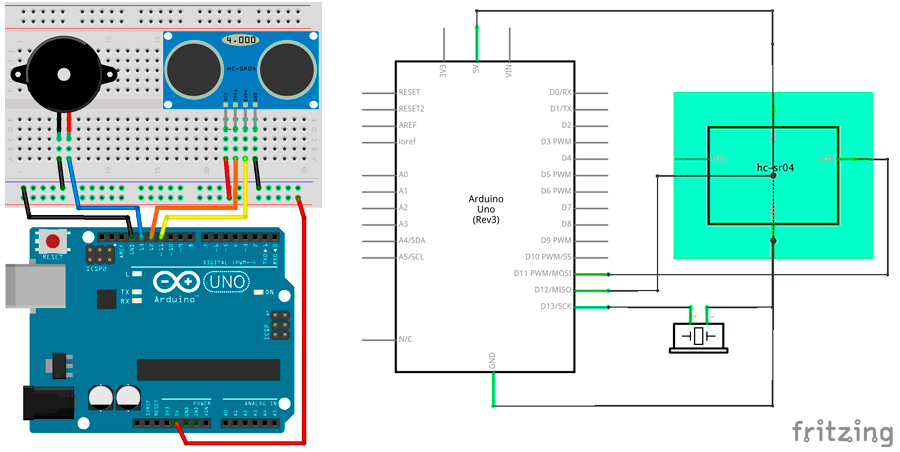 4.000
HC-SR04
Vcc
Trig
Echo
GND
RESET
ICSP2
AREF
GND
13
12
~11
~10
~9
8
7
~6
~5
4
~3
2
TX▸1
RX◂0
DIGITAL (PWM=~)
L
TX
RX
Arduino™
UNO
ON
ICSP
IOREF
RESET
3V3
5V
GND
GND
VIN
POWER
ANALOG IN
A0
A1
A2
A3
A4
A5
3V3
5V
VIN
RESET
RESET2
AREF
ioref
A0
A1
A2
A3
A4/SDA
A5/SCL
N/C
Arduino
Uno
(Rev3)
D0/RX
D1/TX
D2
D3 PWM
D4
D5 PWM
D6 PWM
D7
D8
D9 PWM
D10 PWM/SS
D11 PWM/MOSI
D12/MISO
D13/SCK
GND
hc-sr04
fritzing